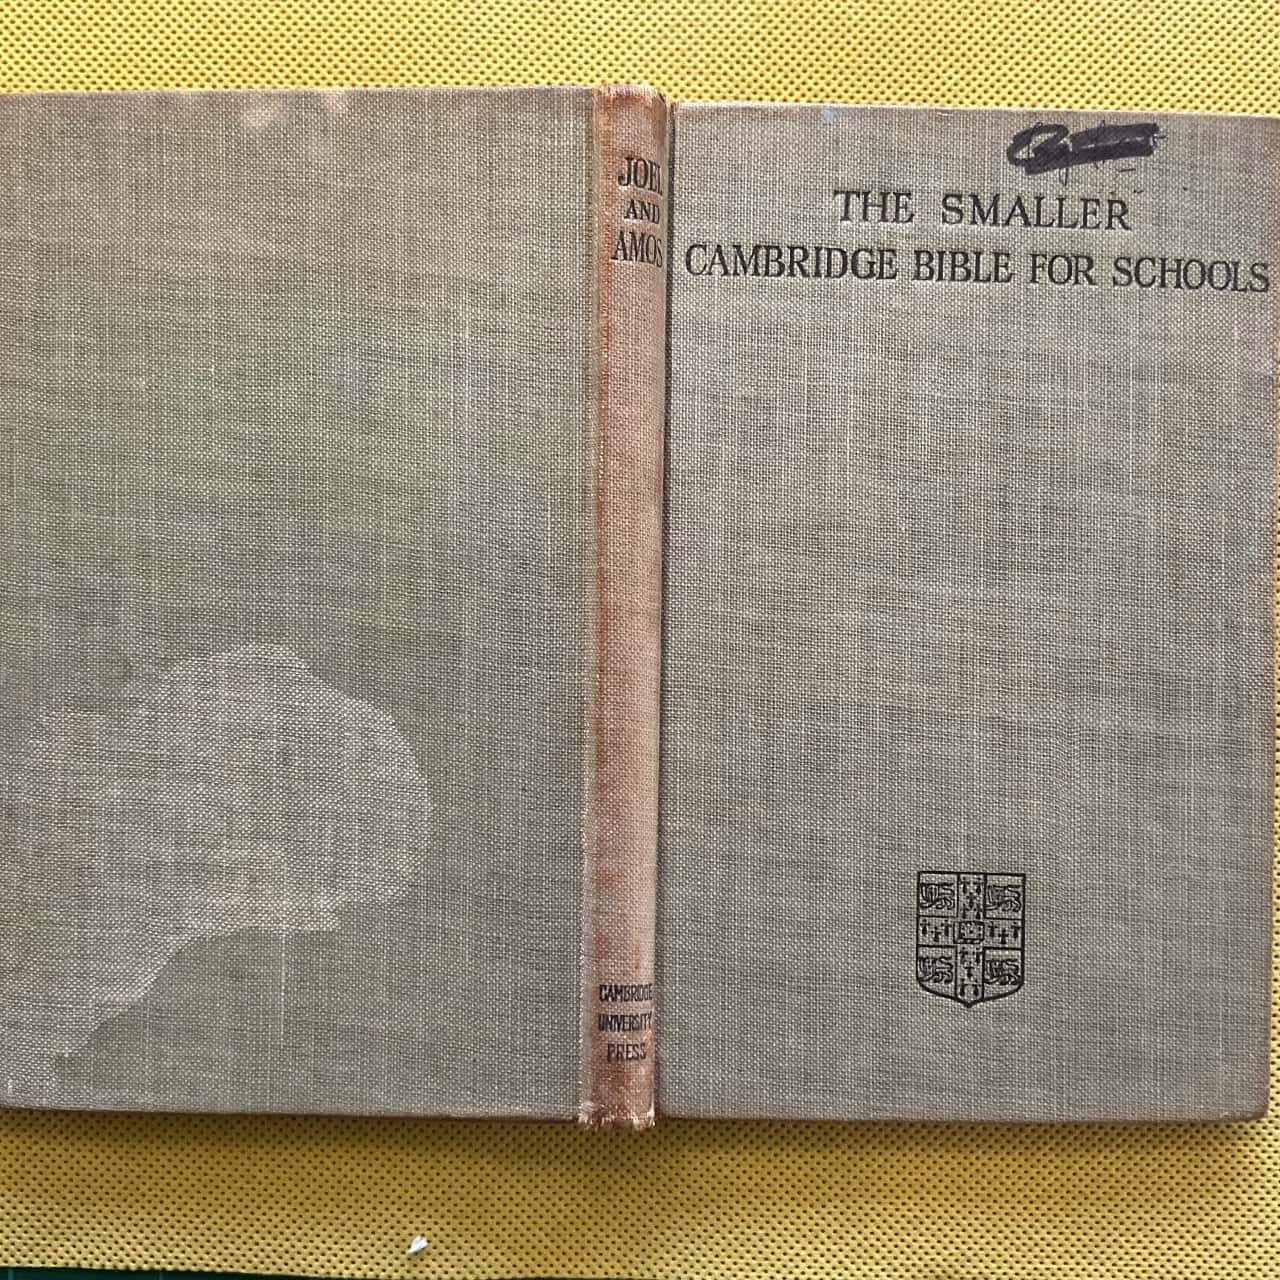 JOEL
AND
AMOS
CAMBRIDGE
UNIVERSITY
PRESS
THE SMALLER
CAMBRIDGE BIBLE FOR SCHOOLS